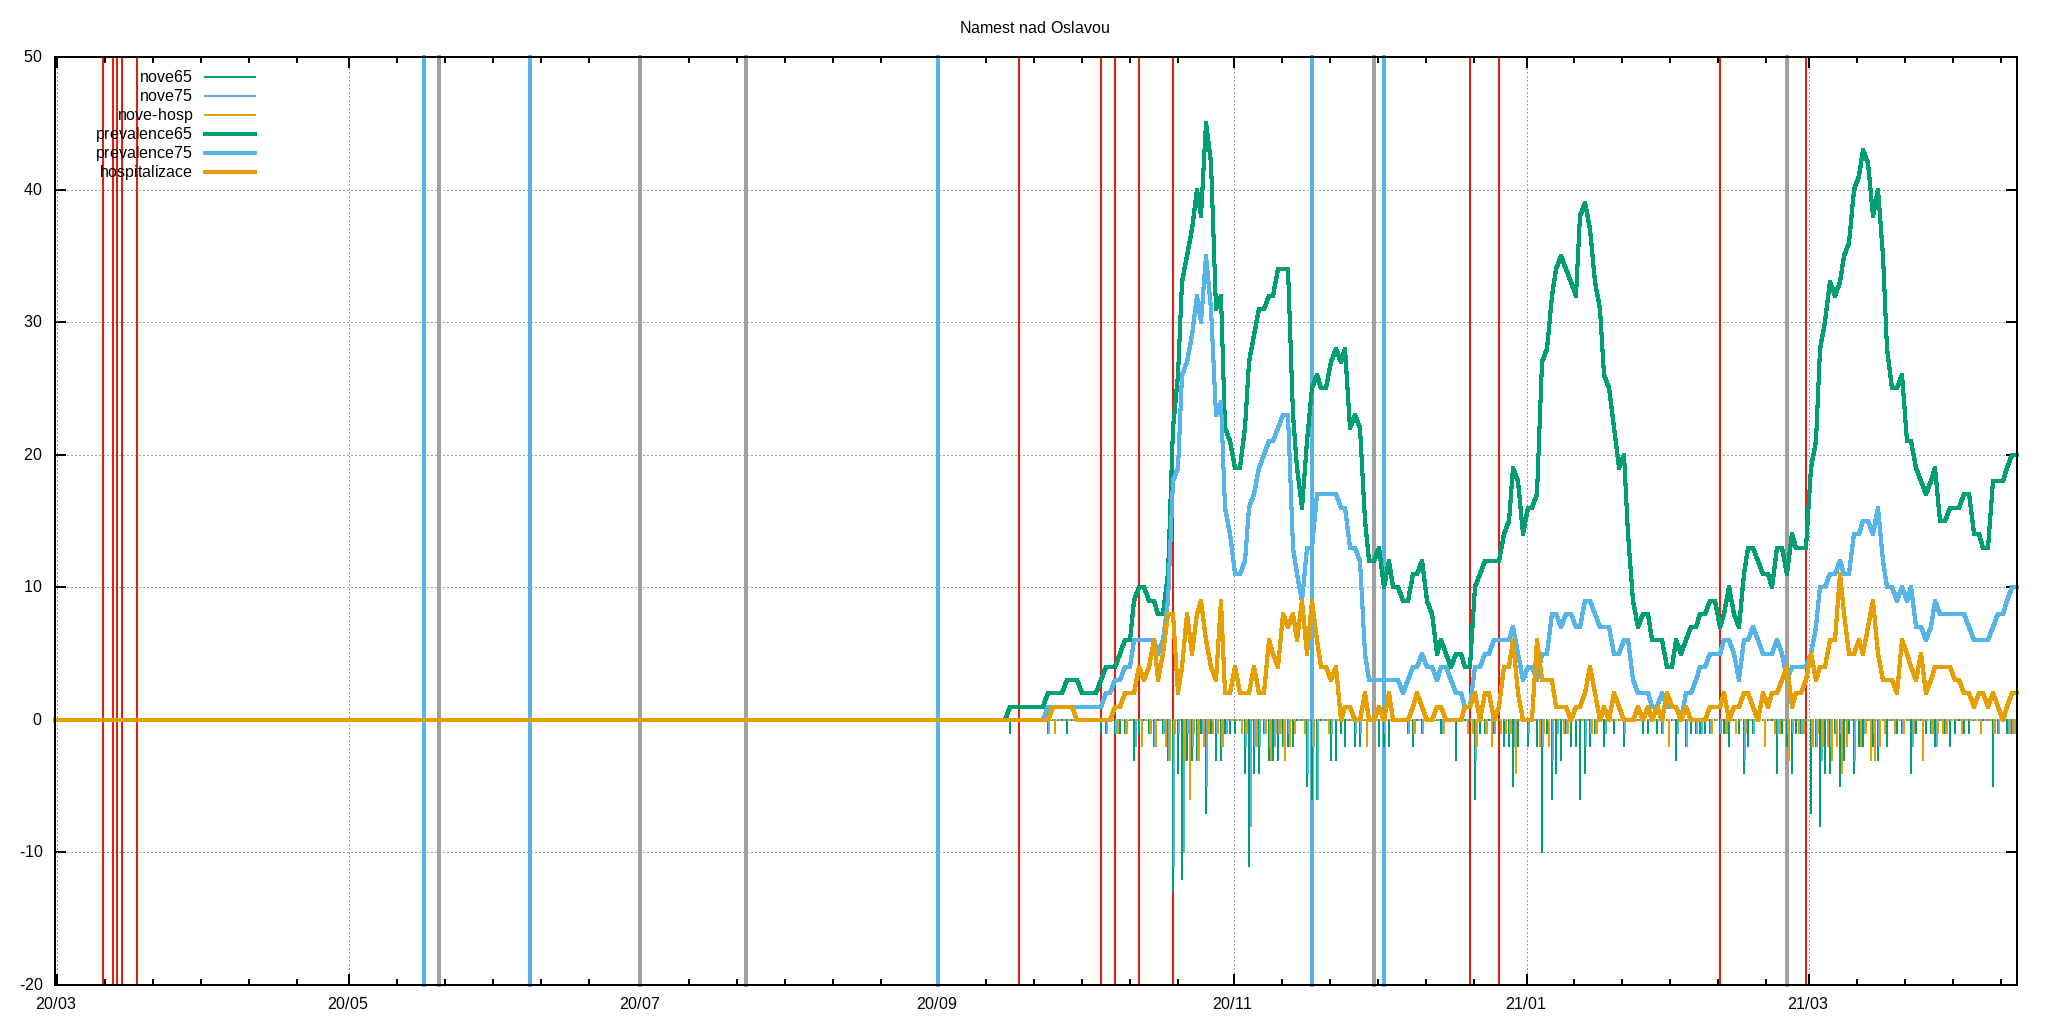 Namest nad Oslavou
50
nove65
nove75
nove-hosp
prevalence65
prevalence75
hospitalizace
40
30
20
10
0
-10
-20
20/03 20/05 20/07 20/09 20/11 21/01 21/03